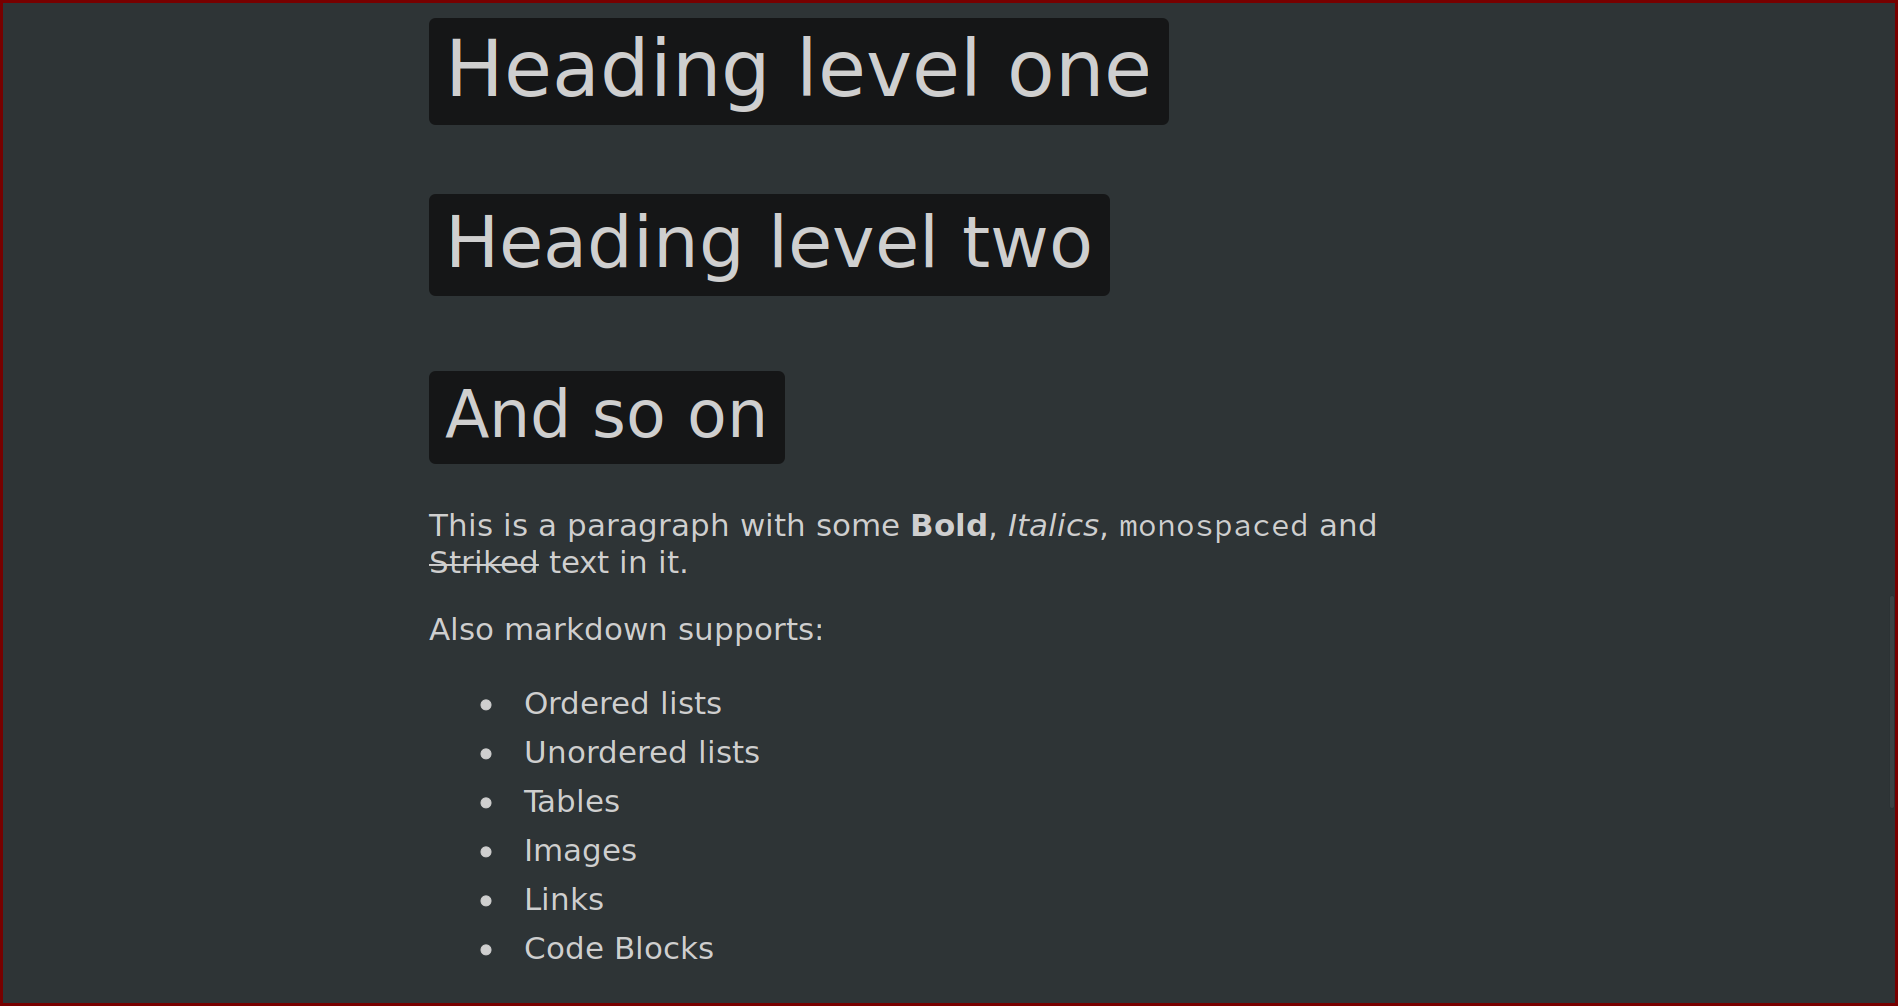 Heading level one
Heading level two
And so on
This is a paragraph with some Bold, Italics, monospaced and
Striked text in it.
Also markdown supports:
• Ordered lists
• Unordered lists
• Tables
• Images
• Links
• Code Blocks